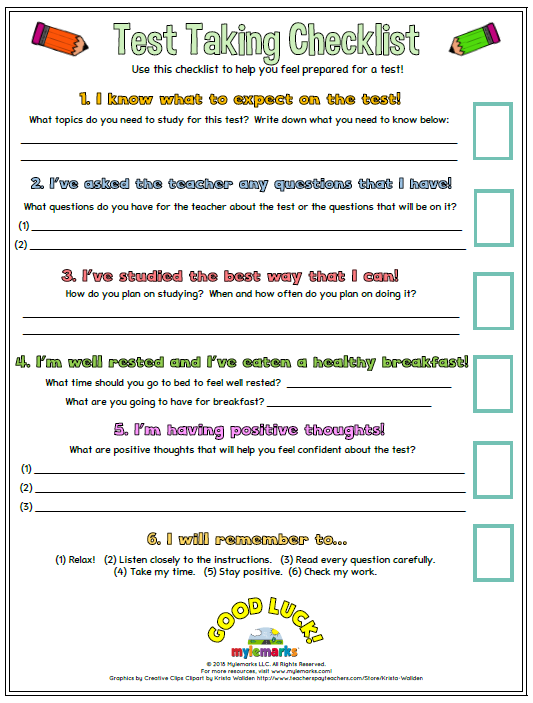 Test Taking Checklist
Use this checklist to help you feel prepared for a test!
1. I know what to expect on the test!
What topics do you need to study for this test? Write down what you need to know below:
2. I've asked the teacher any questions that I have!
What questions do you have for the teacher about the test or the questions that will be on it?
(1)
(2)
3. I've studied the best way that I can!
How do you plan on studying? When and how often do you plan on doing it?
4. I'm well rested and I've eaten a healthy breakfast!
What time should you go to bed to feel well rested?
What are you going to have for breakfast?
5. I'm having positive thoughts!
What are positive thoughts that will help you feel confident about the test?
(1)
(2)
(3)
6. I will remember to...
(1) Relax! (2) Listen closely to the instructions. (3) Read every question carefully.
(4) Take my time. (5) Stay positive. (6) Check my work.
GOOD LUCK!
mylemarks
© 2018 Mylemarks LLC. All Rights Reserved.
For more resources, visit www.mylemarks.com!
Graphics by Creative Clips Clipart by Krista Wallden http://www.teacherspayteachers.com/Store/Krista-Wallden